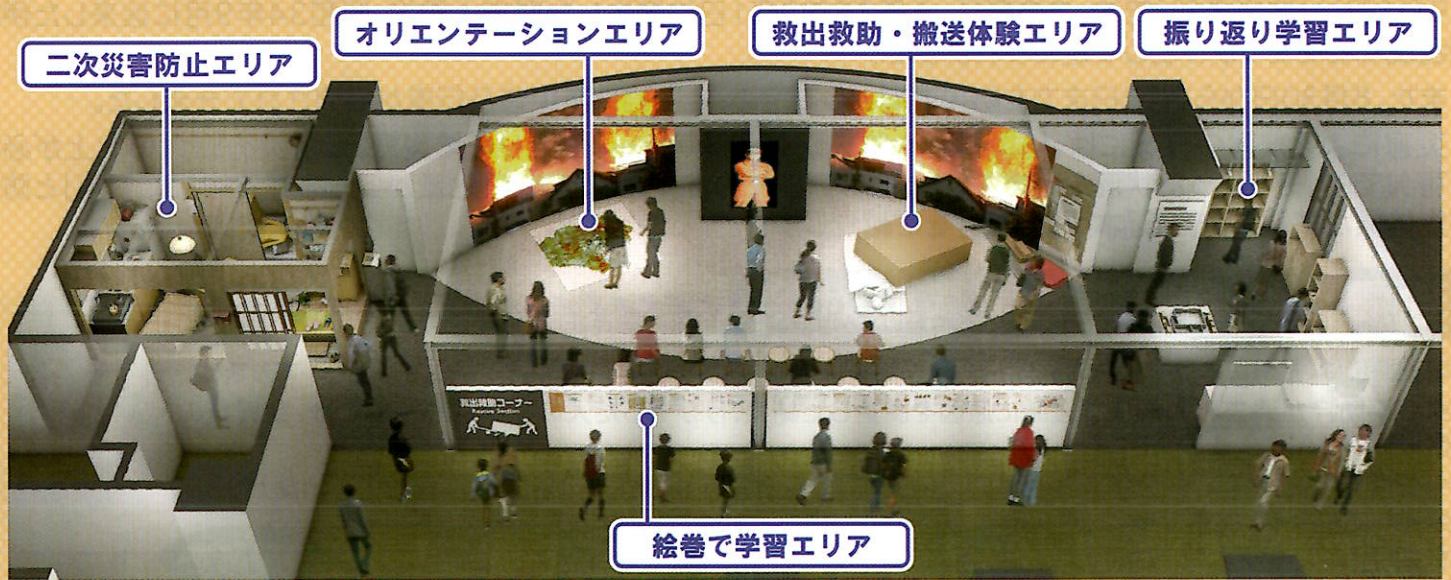 オリエンテーションエリア
救出救助・搬送体験エリア
振り返り学習エリア
二次災害防止エリア
救出救助コーナー
Rescue Section
絵巻で学習エリア